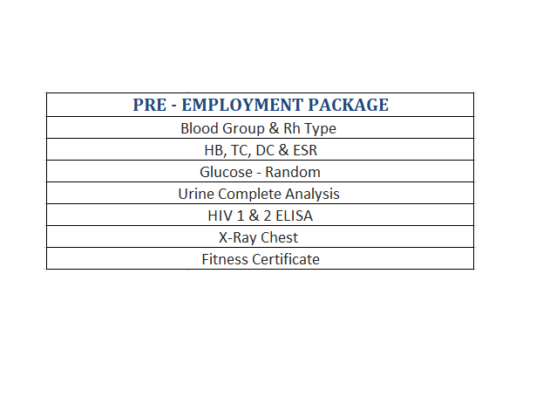 PRE - EMPLOYMENT PACKAGE
Blood Group & Rh Type
HB, TC, DC & ESR
Glucose - Random
Urine Complete Analysis
HIV 1 & 2 ELISA
X-Ray Chest
Fitness Certificate